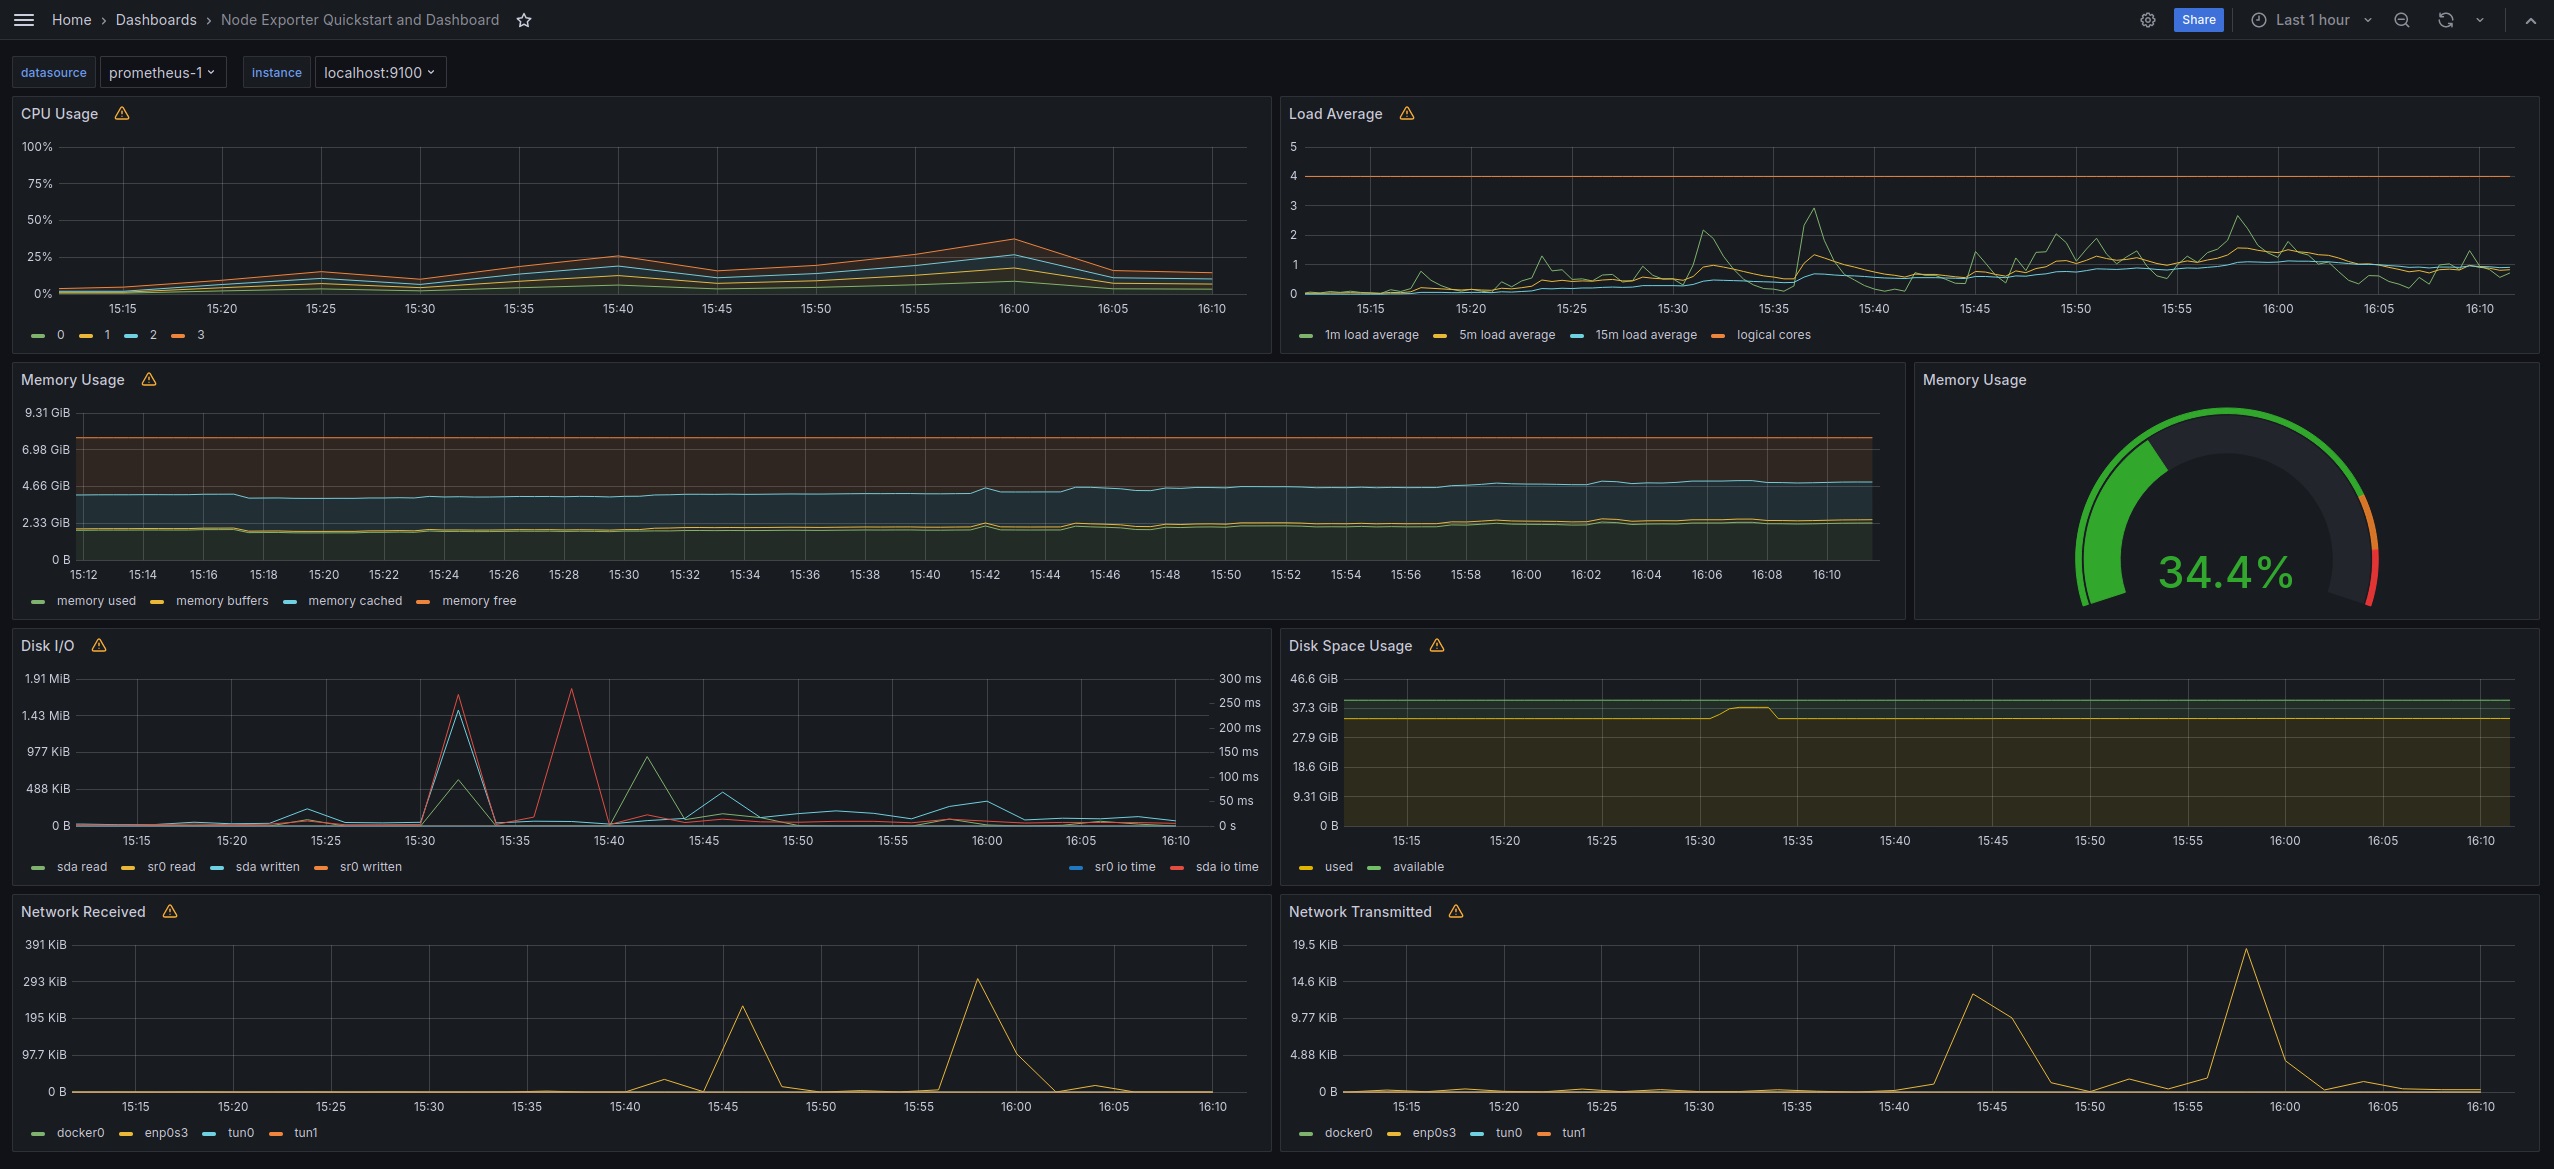 Home › Dashboards › Node Exporter Quickstart and Dashboard
Share
Last 1 hour
datasource prometheus-1 instance localhost:9100
CPU Usage
100%
75%
50%
25%
0%
15:15 15:20 15:25 15:30 15:35 15:40 15:45 15:50 15:55 16:00 16:05 16:10
0 1 2 3
Load Average
5
4
3
2
1
0
15:15 15:20 15:25 15:30 15:35 15:40 15:45 15:50 15:55 16:00 16:05 16:10
1m load average 5m load average 15m load average logical cores
Memory Usage
9.31 GiB
6.98 GiB
4.66 GiB
2.33 GiB
0 B
15:12 15:14 15:16 15:18 15:20 15:22 15:24 15:26 15:28 15:30 15:32 15:34 15:36 15:38 15:40 15:42 15:44 15:46 15:48 15:50 15:52 15:54 15:56 15:58 16:00 16:02 16:04 16:06 16:08 16:10
memory used memory buffers memory cached memory free
Memory Usage
34.4%
Disk I/O
1.91 MiB
1.43 MiB
977 KiB
488 KiB
0 B
300 ms
250 ms
200 ms
150 ms
100 ms
50 ms
0 s
15:15 15:20 15:25 15:30 15:35 15:40 15:45 15:50 15:55 16:00 16:05 16:10
sda read sr0 read sda written sr0 written sr0 io time sda io time
Disk Space Usage
46.6 GiB
37.3 GiB
27.9 GiB
18.6 GiB
9.31 GiB
0 B
15:15 15:20 15:25 15:30 15:35 15:40 15:45 15:50 15:55 16:00 16:05 16:10
used available
Network Received
391 KiB
293 KiB
195 KiB
97.7 KiB
0 B
15:15 15:20 15:25 15:30 15:35 15:40 15:45 15:50 15:55 16:00 16:05 16:10
docker0 enp0s3 tun0 tun1
Network Transmitted
19.5 KiB
14.6 KiB
9.77 KiB
4.88 KiB
0 B
15:15 15:20 15:25 15:30 15:35 15:40 15:45 15:50 15:55 16:00 16:05 16:10
docker0 enp0s3 tun0 tun1